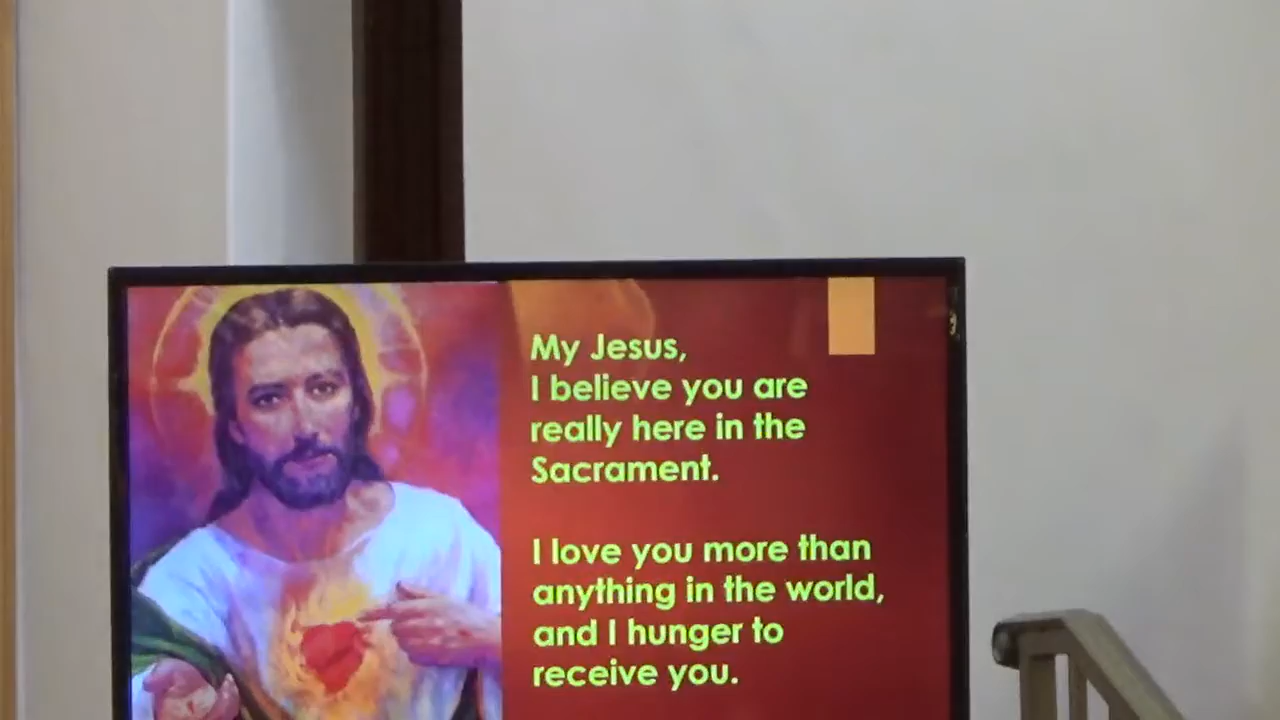 My Jesus,
I believe you are
really here in the
Sacrament.
I love you more than
anything in the world,
and I hunger to
receive you.